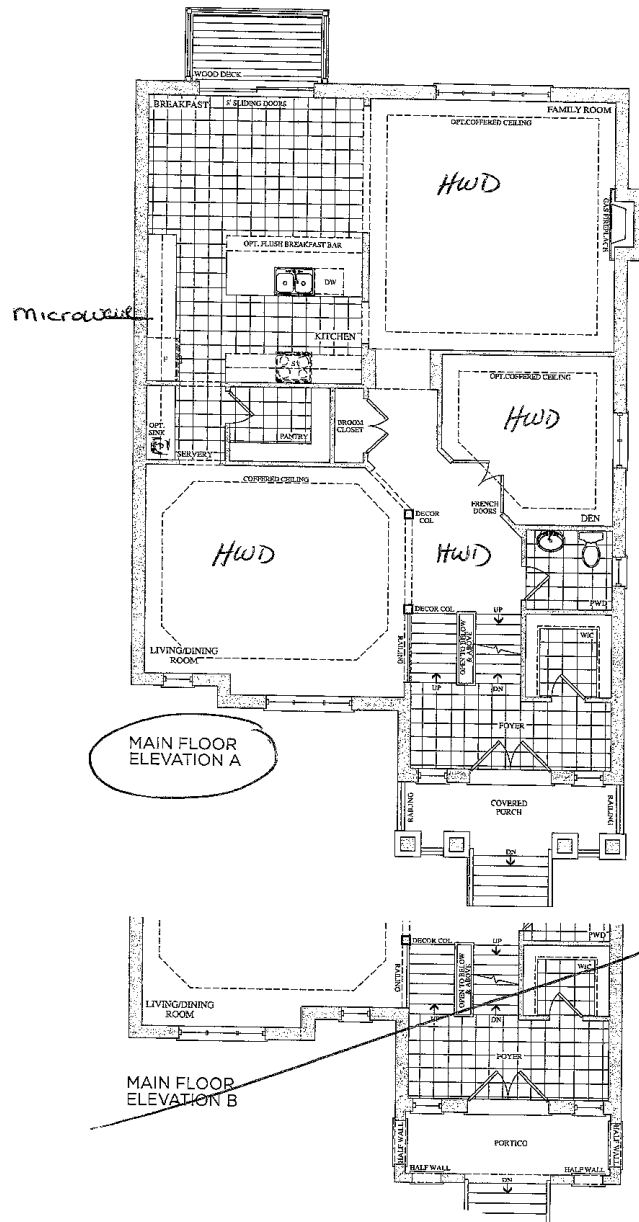 WOOD DECK
BREAKFAST
8' SLIDING DOORS
FAMILY ROOM
OPT.COFFERED CEILING
HWD
GAS FIREPLACE
OPT. FLUSH BREAKFAST BAR
DW
Microwave
KITCHEN
F
OPT.COFFERED CEILING
HWD
OPT.
SINK
BROOM
CLOSET
PANTRY
SERVERY
COFFERED CEILING
FRENCH
DOORS
DEN
DECOR
COL
HWD
HWD
PWD
DECOR COL
UP
RAILING
OPEN TO BELOW
& ABOVE
WIC
LIVING/DINING
ROOM
UP
DN
FOYER
MAIN FLOOR
ELEVATION A
RAILING
COVERED
PORCH
RAILING
DN
DECOR COL
UP
PWD
RAILING
OPEN TO BELOW
& ABOVE
WIC
LIVING/DINING
ROOM
UP
DN
FOYER
MAIN FLOOR
ELEVATION B
HALF WALL
PORTICO
HALF WALL
HALF WALL
HALF WALL
DN